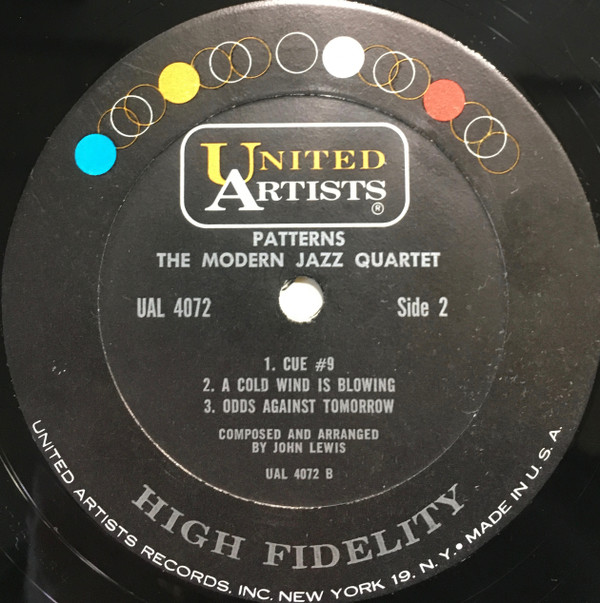 UNITED
ARTISTS®
PATTERNS
THE MODERN JAZZ QUARTET
UAL 4072
Side 2
1. CUE #9
2. A COLD WIND IS BLOWING
3. ODDS AGAINST TOMORROW
COMPOSED AND ARRANGED
BY JOHN LEWIS
UAL 4072 B
HIGH FIDELITY
UNITED ARTISTS RECORDS, INC. NEW YORK 19, N. Y. • MADE IN U. S. A.